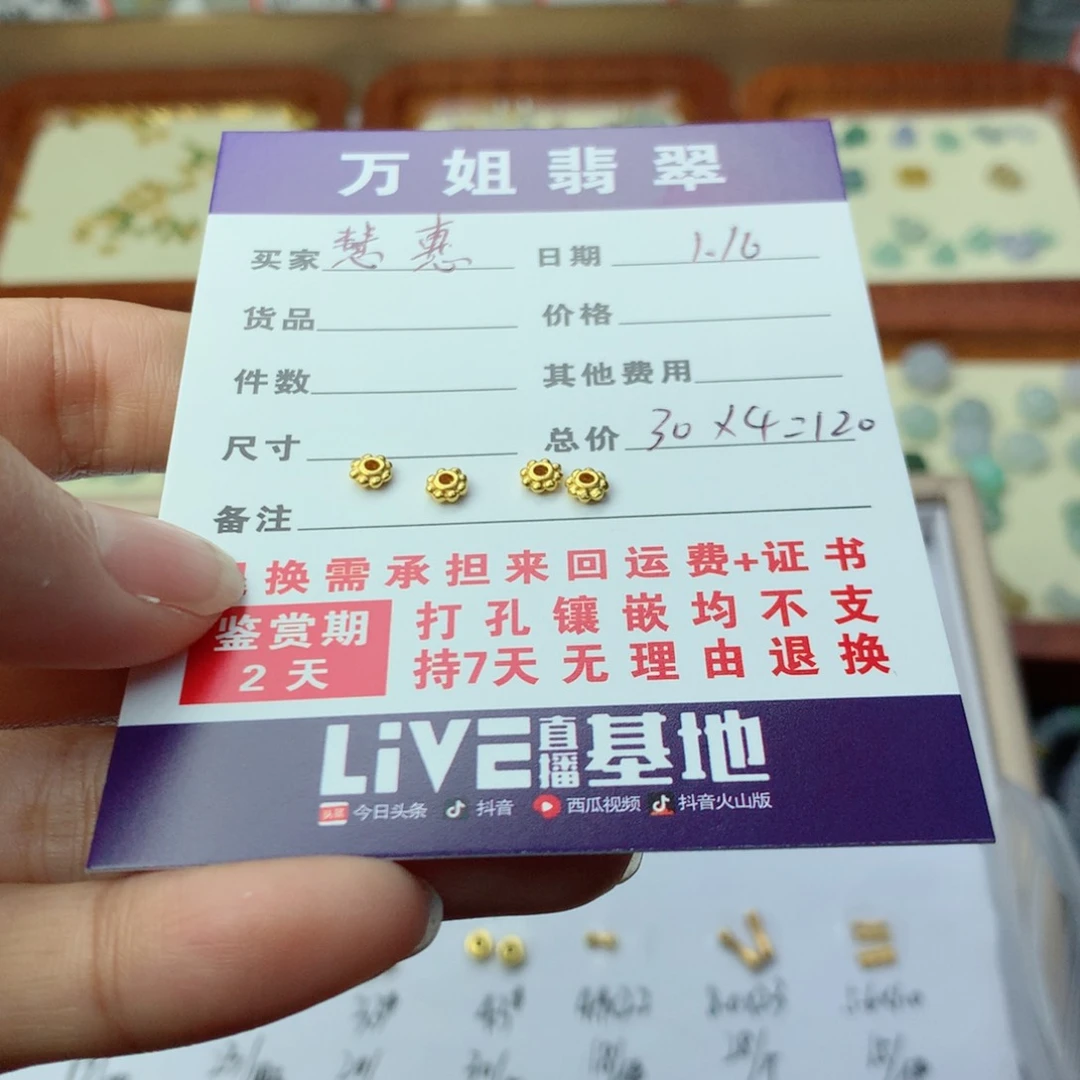 万姐翡翠
买家 慧惠 日期 1.16
货品 价格
件数 其他费用
尺寸 总价 30×4=120
备注
换需承担来回运费+证书
鉴赏期 打孔镶嵌均不支
2天 持7天无理由退换
LiVE直播基地
头条 今日头条 抖音 西瓜视频 抖音火山版